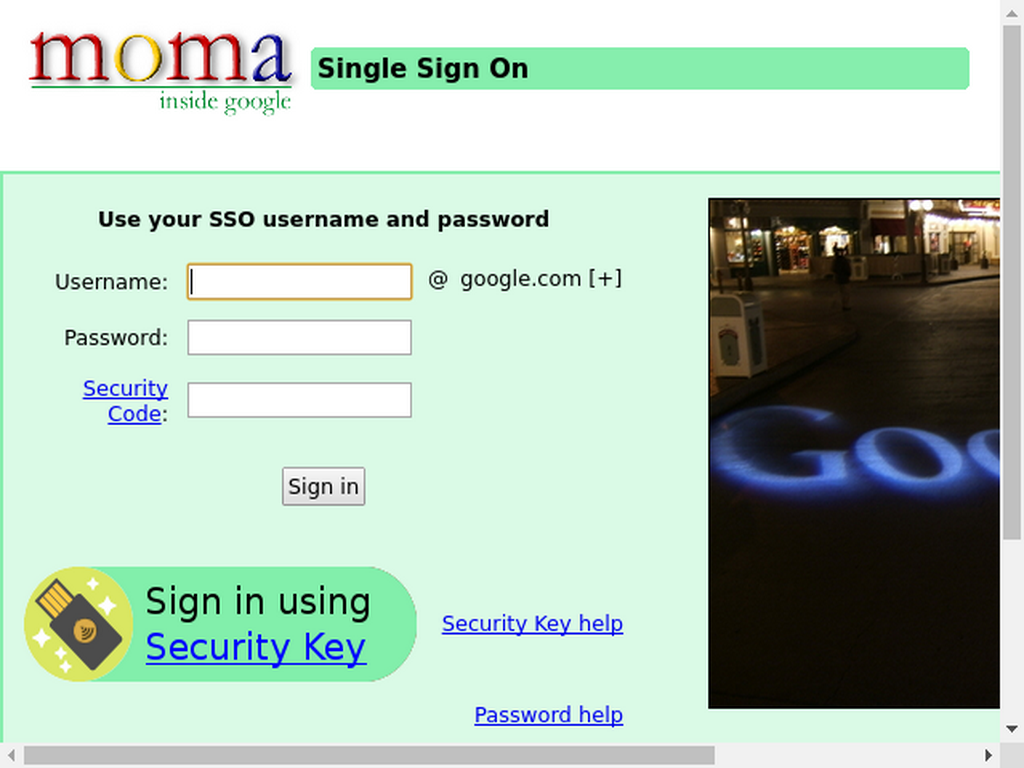 moma
inside google
Single Sign On
Use your SSO username and password
Username:
@ google.com [+]
Password:
Security
Code:
Sign in
Sign in using
Security Key
Security Key help
Password help
Goo